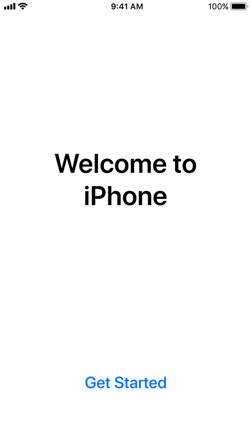 9:41 AM 100%
Welcome to
iPhone
Get Started